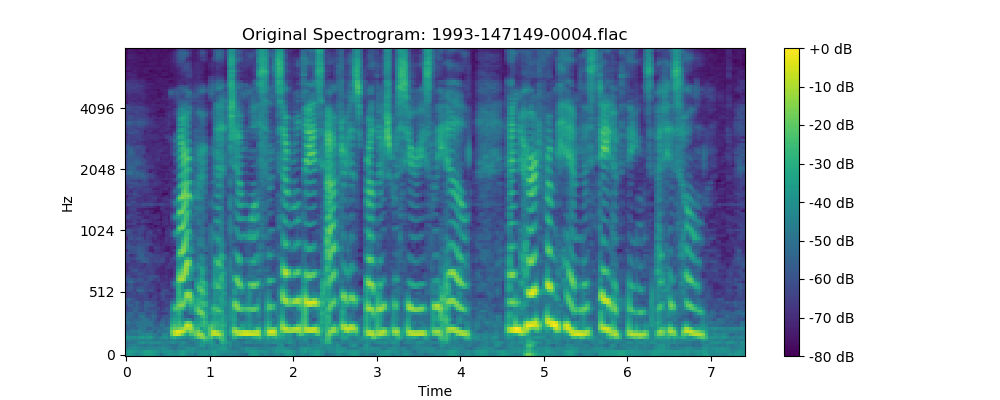 Original Spectrogram: 1993-147149-0004.flac
Hz
4096
2048
1024
512
0
0 1 2 3 4 5 6 7
Time
+0 dB
-10 dB
-20 dB
-30 dB
-40 dB
-50 dB
-60 dB
-70 dB
-80 dB